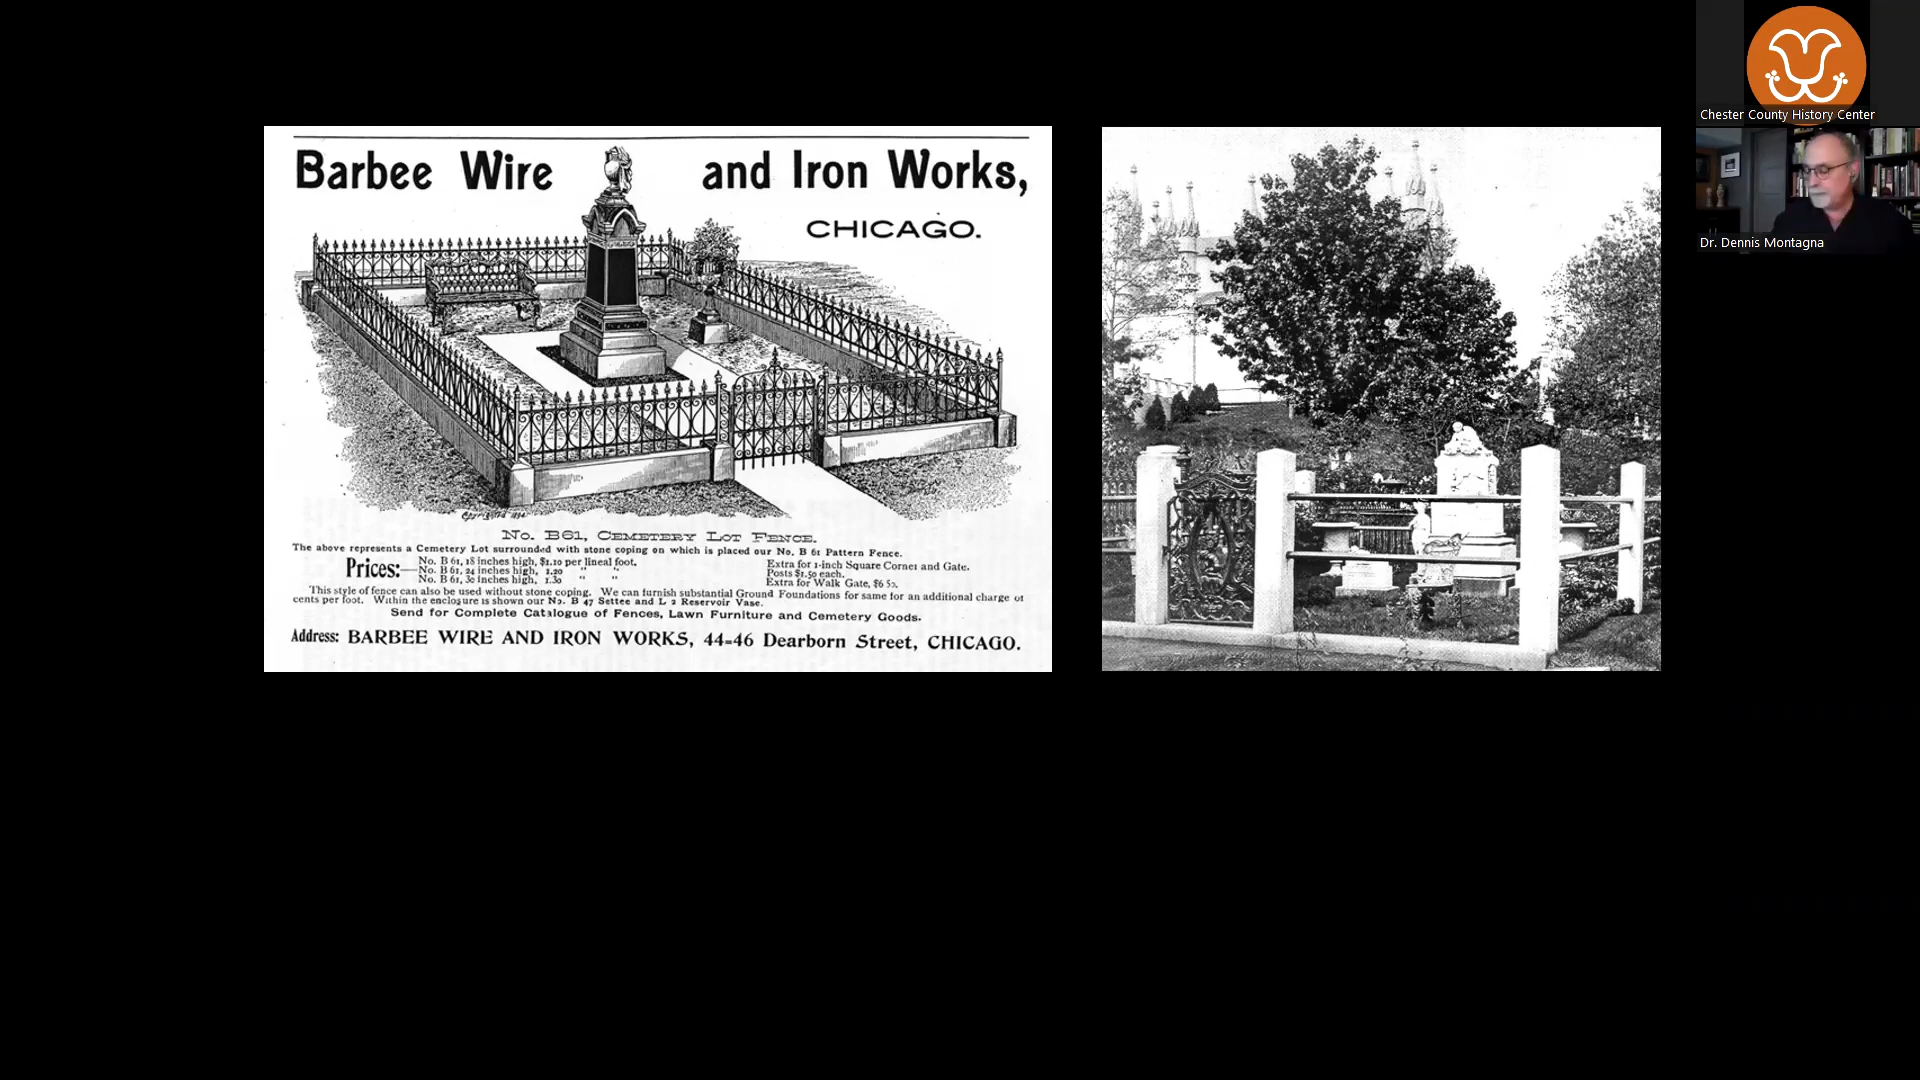 Barbee Wire and Iron Works,
CHICAGO.
No. B61, CEMETERY LOT FENCE.
The above represents a Cemetery Lot surrounded with stone coping on which is placed our No. B 61 Pattern Fence.
Prices:— No. B 61, 18 inches high, $1.10 per lineal foot.
No. B 61, 24 inches high, 1.20 " "
No. B 61, 30 inches high, 1.30 " "
Extra for 1-inch Square Corner and Gate.
Posts $1.50 each.
Extra for Walk Gate, $6 50.
This style of fence can also be used without stone coping. We can furnish substantial Ground Foundations for same for an additional charge of
cents per foot. Within the enclosure is shown our No. B 47 Settee and L 2 Reservoir Vase.
Send for Complete Catalogue of Fences, Lawn Furniture and Cemetery Goods.
Address: BARBEE WIRE AND IRON WORKS, 44=46 Dearborn Street, CHICAGO.
Chester County History Center
Dr. Dennis Montagna